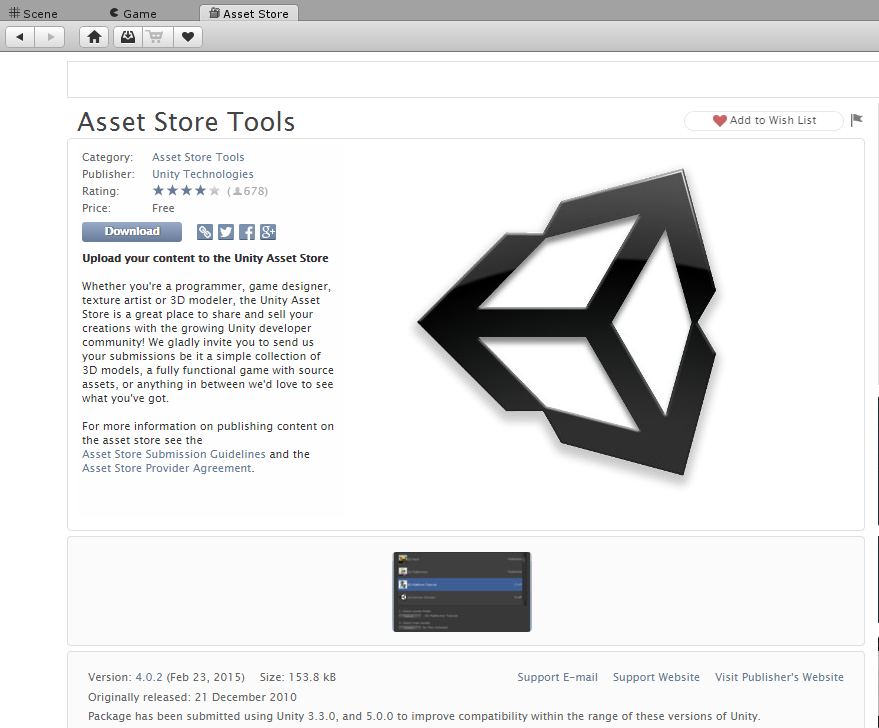 Scene Game Asset Store
Asset Store Tools
Add to Wish List
Category: Asset Store Tools
Publisher: Unity Technologies
Rating: (678)
Price: Free
Download
Upload your content to the Unity Asset Store
Whether you're a programmer, game designer,
texture artist or 3D modeler, the Unity Asset
Store is a great place to share and sell your
creations with the growing Unity developer
community! We gladly invite you to send us
your submissions be it a simple collection of
3D models, a fully functional game with source
assets, or anything in between we'd love to see
what you've got.
For more information on publishing content on
the asset store see the
Asset Store Submission Guidelines and the
Asset Store Provider Agreement.
Version: 4.0.2 (Feb 23, 2015) Size: 153.8 kB
Support E-mail Support Website Visit Publisher's Website
Originally released: 21 December 2010
Package has been submitted using Unity 3.3.0, and 5.0.0 to improve compatibility within the range of these versions of Unity.